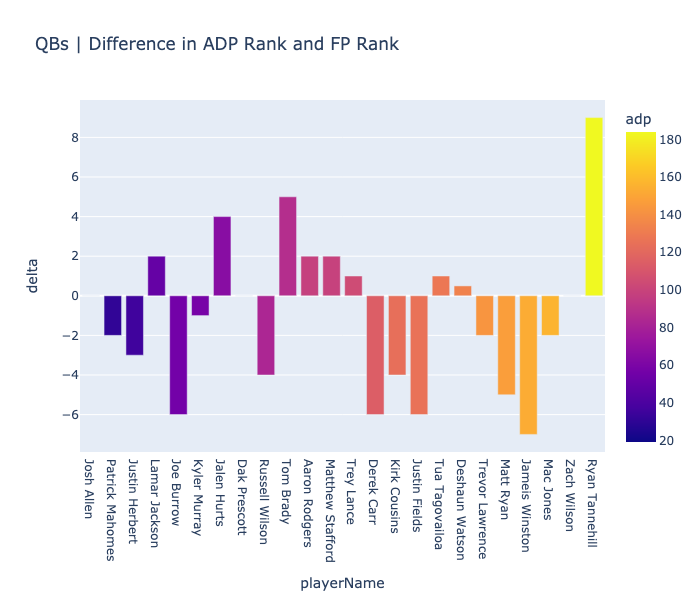 QBs | Difference in ADP Rank and FP Rank
adp
180
160
140
120
100
80
60
40
20
delta
8
6
4
2
0
−2
−4
−6
Josh Allen
Patrick Mahomes
Justin Herbert
Lamar Jackson
Joe Burrow
Kyler Murray
Jalen Hurts
Dak Prescott
Russell Wilson
Tom Brady
Aaron Rodgers
Matthew Stafford
Trey Lance
Derek Carr
Kirk Cousins
Justin Fields
Tua Tagovailoa
Deshaun Watson
Trevor Lawrence
Matt Ryan
Jameis Winston
Mac Jones
Zach Wilson
Ryan Tannehill
playerName